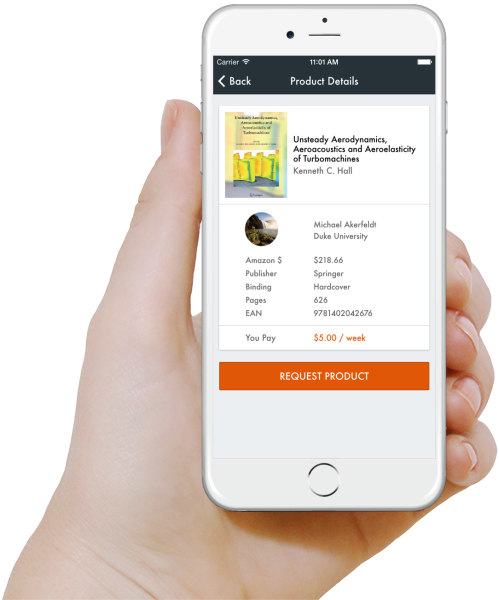 Carrier 11:01 AM
Back Product Details
Unsteady Aerodynamics,
Aeroacoustics and
Aeroelasticity of
Turbomachines
Springer
Unsteady Aerodynamics,
Aeroacoustics and Aeroelasticity
of Turbomachines
Kenneth C. Hall
Michael Akerfeldt
Duke University
Amazon $ $218.66
Publisher Springer
Binding Hardcover
Pages 626
EAN 9781402042676
You Pay $5.00 / week
REQUEST PRODUCT